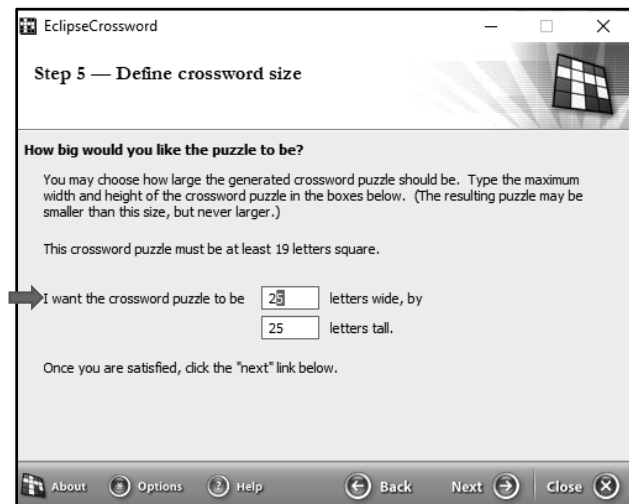 EclipseCrossword
Step 5 — Define crossword size
How big would you like the puzzle to be?
You may choose how large the generated crossword puzzle should be. Type the maximum
width and height of the crossword puzzle in the boxes below. (The resulting puzzle may be
smaller than this size, but never larger.)
This crossword puzzle must be at least 19 letters square.
I want the crossword puzzle to be 25 letters wide, by
25 letters tall.
Once you are satisfied, click the "next" link below.
About Options Help Back Next Close